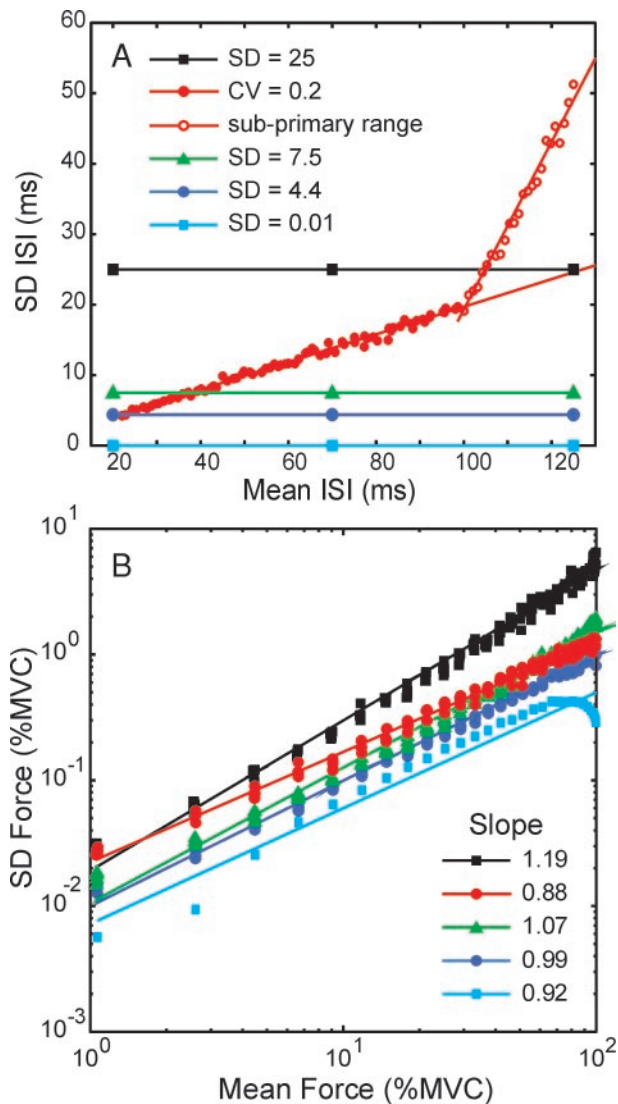 60
50
40
30
20
10
0
SD ISI (ms)
A
SD = 25
CV = 0.2
sub-primary range
SD = 7.5
SD = 4.4
SD = 0.01
20 40 60 80 100 120
Mean ISI (ms)
10^1
10^0
10^-1
10^-2
10^-3
SD Force (%MVC)
B
Slope
1.19
0.88
1.07
0.99
0.92
10^0 10^1 10^2
Mean Force (%MVC)